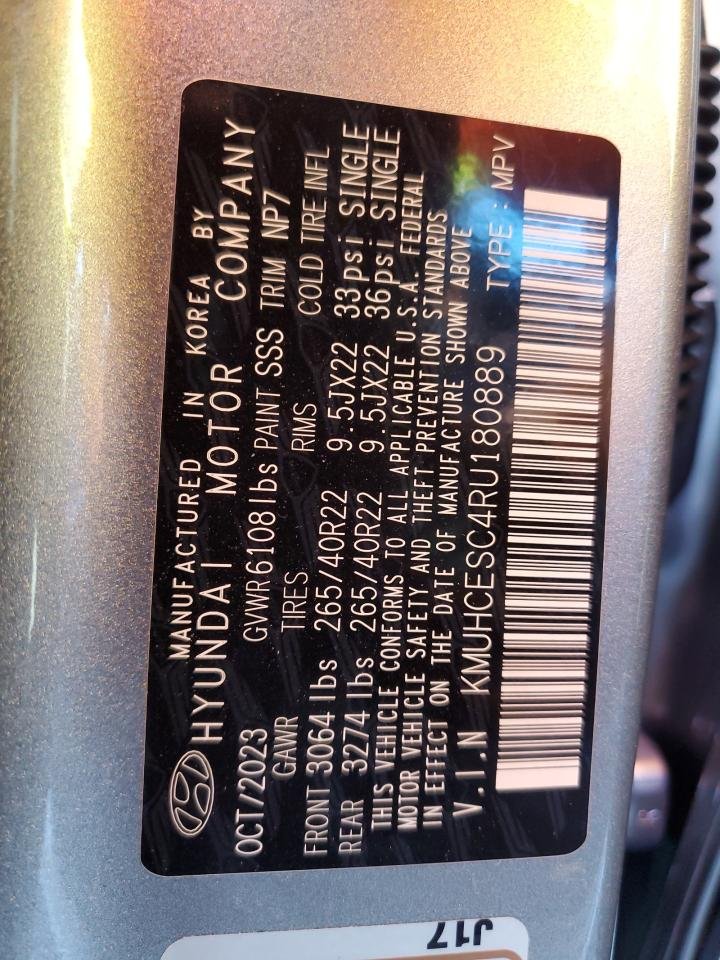 MANUFACTURED IN KOREA BY
HYUNDAI MOTOR COMPANY
OCT/2023 GVWR 6108 lbs PAINT SSS TRIM NP7
GAWR TIRES RIMS COLD TIRE INFL
FRONT 3064 lbs 265/40R22 9.5JX22 33psi SINGLE
REAR 3274 lbs 265/40R22 9.5JX22 36psi SINGLE
THIS VEHICLE CONFORMS TO ALL APPLICABLE U.S.A. FEDERAL
MOTOR VEHICLE SAFETY AND THEFT PREVENTION STANDARDS
IN EFFECT ON THE DATE OF MANUFACTURE SHOWN ABOVE
V.I.N KMUHCESC4RU180889 TYPE : MPV
J17